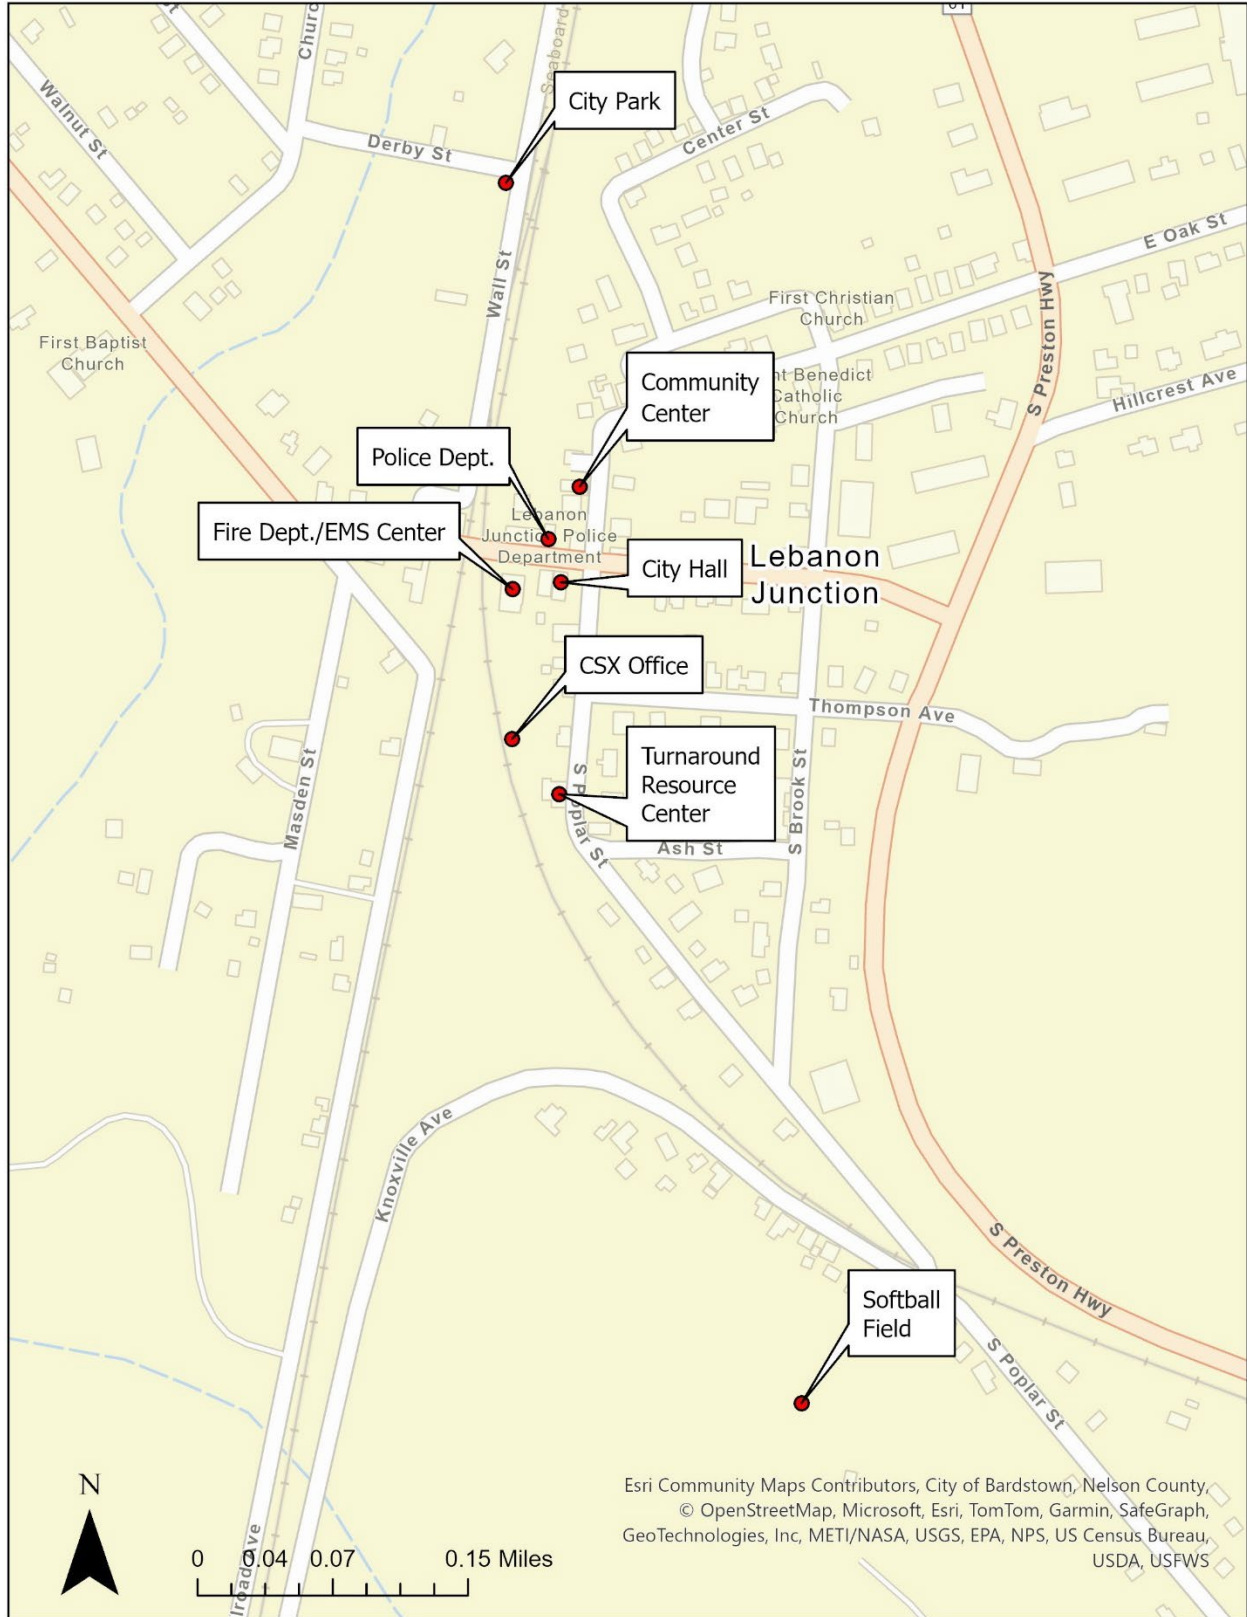 Seaboard
Church
Walnut St
City Park
Center St
Derby St
E Oak St
Wall St
First Christian
Church
S Preston Hwy
First Baptist
Church
Community
Center
nt Benedict
Catholic
Church
Hillcrest Ave
Police Dept.
Fire Dept./EMS Center
Lebanon
Junction Police
Department
City Hall
Lebanon
Junction
CSX Office
Thompson Ave
Turnaround
Resource
Center
S Poplar St
S Brook St
Masden St
Ash St
Knoxville Ave
S Preston Hwy
Softball
Field
S Poplar St
N
0 0.04 0.07 0.15 Miles
lroad Ave
Esri Community Maps Contributors, City of Bardstown, Nelson County,
© OpenStreetMap, Microsoft, Esri, TomTom, Garmin, SafeGraph,
GeoTechnologies, Inc, METI/NASA, USGS, EPA, NPS, US Census Bureau,
USDA, USFWS